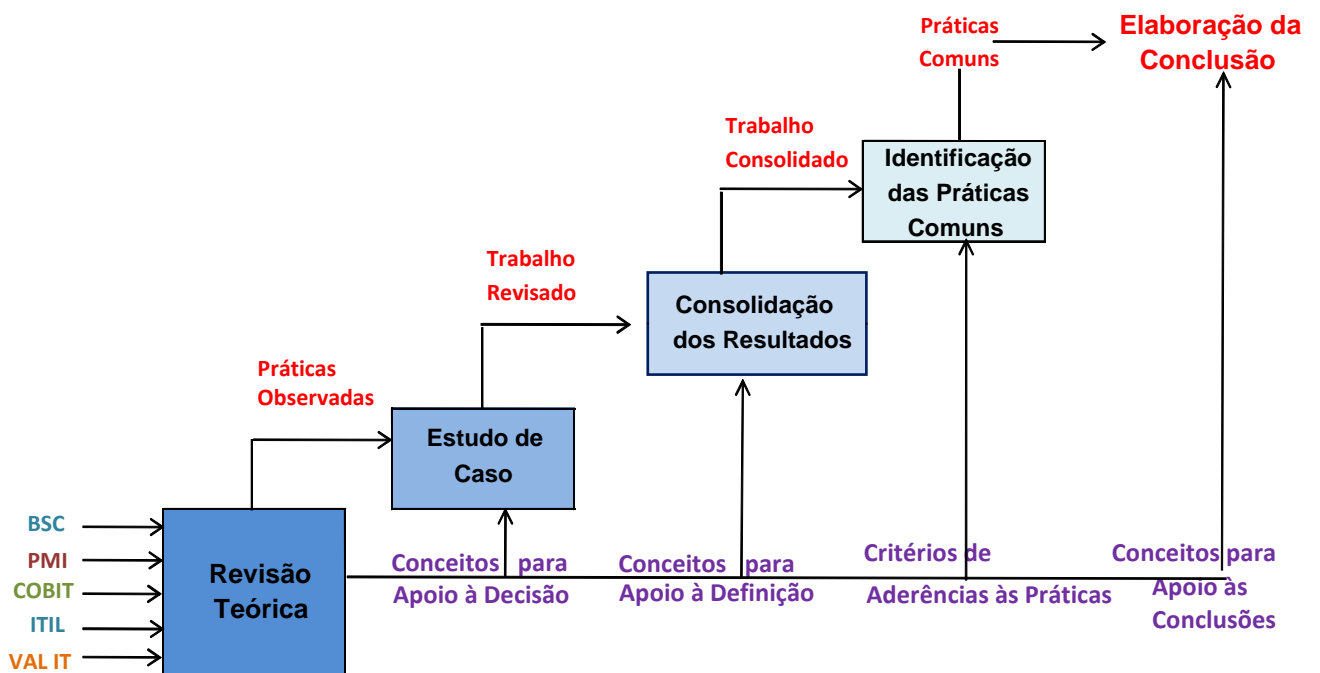 Práticas
Comuns
Elaboração da
Conclusão
Trabalho
Consolidado
Identificação
das Práticas
Comuns
Trabalho
Revisado
Consolidação
dos Resultados
Práticas
Observadas
Estudo de
Caso
BSC
PMI
COBIT
ITIL
VAL IT
Revisão
Teórica
Conceitos para
Apoio à Decisão
Conceitos para
Apoio à Definição
Critérios de
Aderências às Práticas
Conceitos para
Apoio às
Conclusões